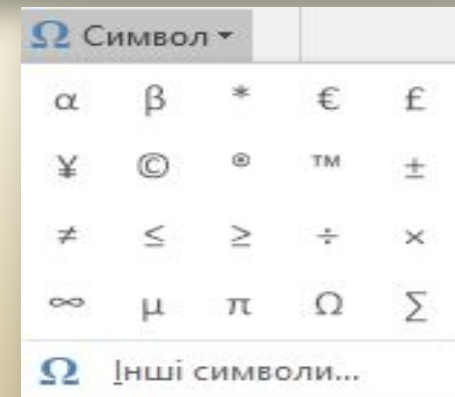 Ω Символ
α β * € £
¥ © ® ™ ±
≠ ≤ ≥ ÷ ×
∞ µ π Ω Σ
Ω Інші символи...